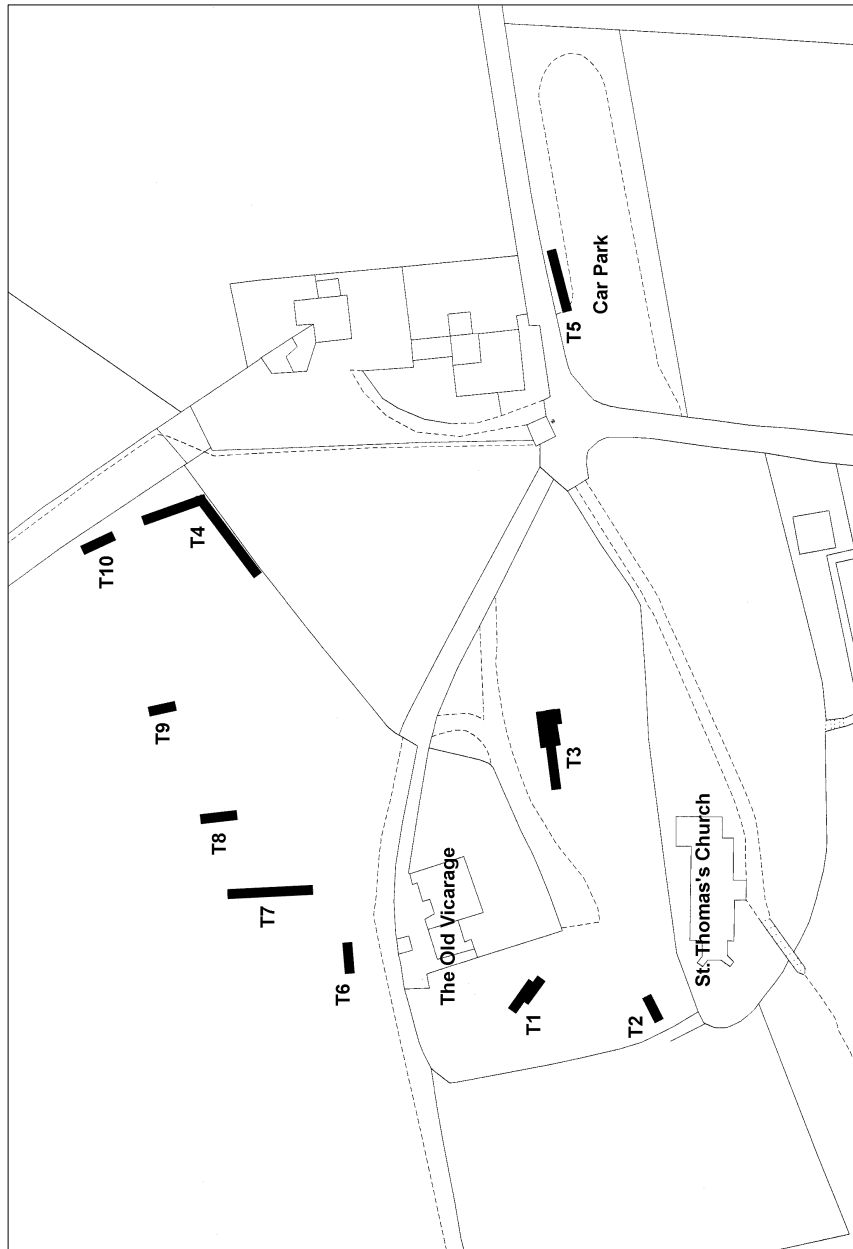 T10
T4
T9
T8
T7
T6
T5
Car Park
T3
The Old Vicarage
T1
T2
St. Thomas's Church